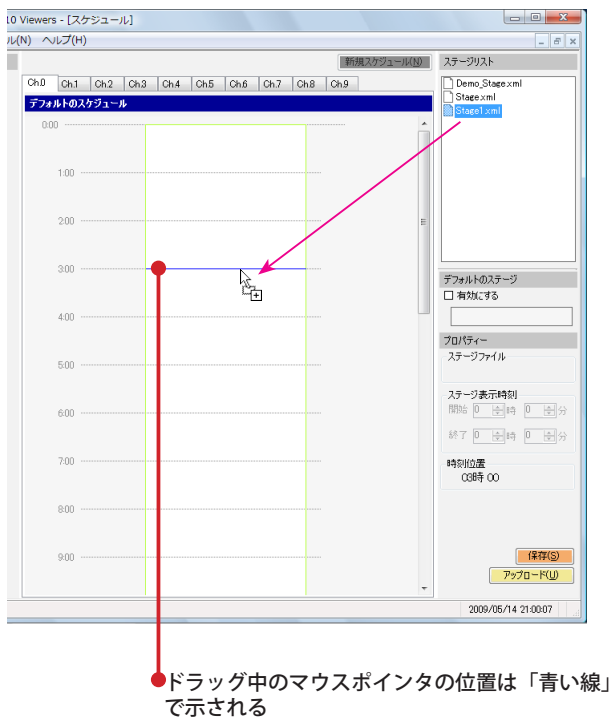 10 Viewers - [スケジュール]
ル(N) ヘルプ(H)
新規スケジュール(N)
ステージリスト
Ch.0 Ch.1 Ch.2 Ch.3 Ch.4 Ch.5 Ch.6 Ch.7 Ch.8 Ch.9
Demo_Stage.xml
Stage.xml
Stage1.xml
デフォルトのスケジュール
0:00
1:00
2:00
3:00
4:00
5:00
6:00
7:00
8:00
9:00
デフォルトのステージ
有効にする
プロパティー
ステージファイル
ステージ表示時刻
開始 0 時 0 分
終了 0 時 0 分
時刻位置
03時 00
保存(S)
アップロード(U)
2009/05/14 21:00:07
ドラッグ中のマウスポインタの位置は「青い線」
で示される